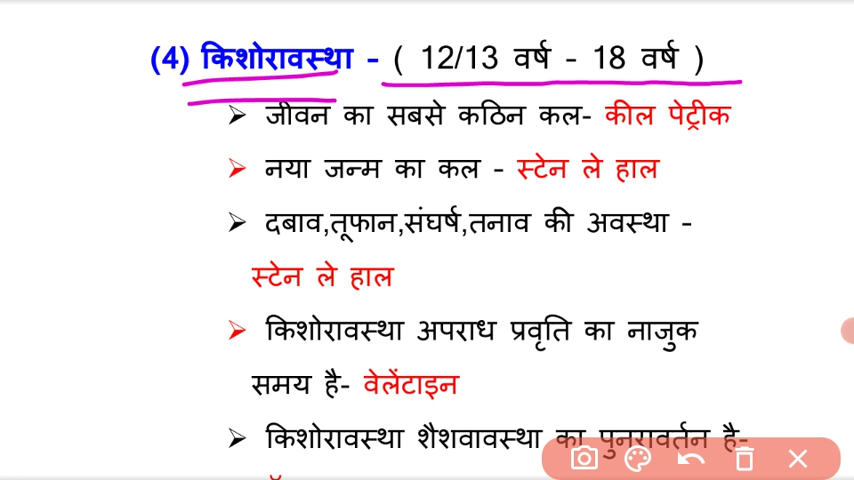 (4) किशोरावस्था - ( 12/13 वर्ष - 18 वर्ष )
➢ जीवन का सबसे कठिन कल- कील पेट्रीक
➢ नया जन्म का कल - स्टेन ले हाल
➢ दबाव,तूफान,संघर्ष,तनाव की अवस्था -
स्टेन ले हाल
➢ किशोरावस्था अपराध प्रवृति का नाजुक
समय है- वेलेंटाइन
➢ किशोरावस्था शैशवावस्था का पुनरावर्तन है-